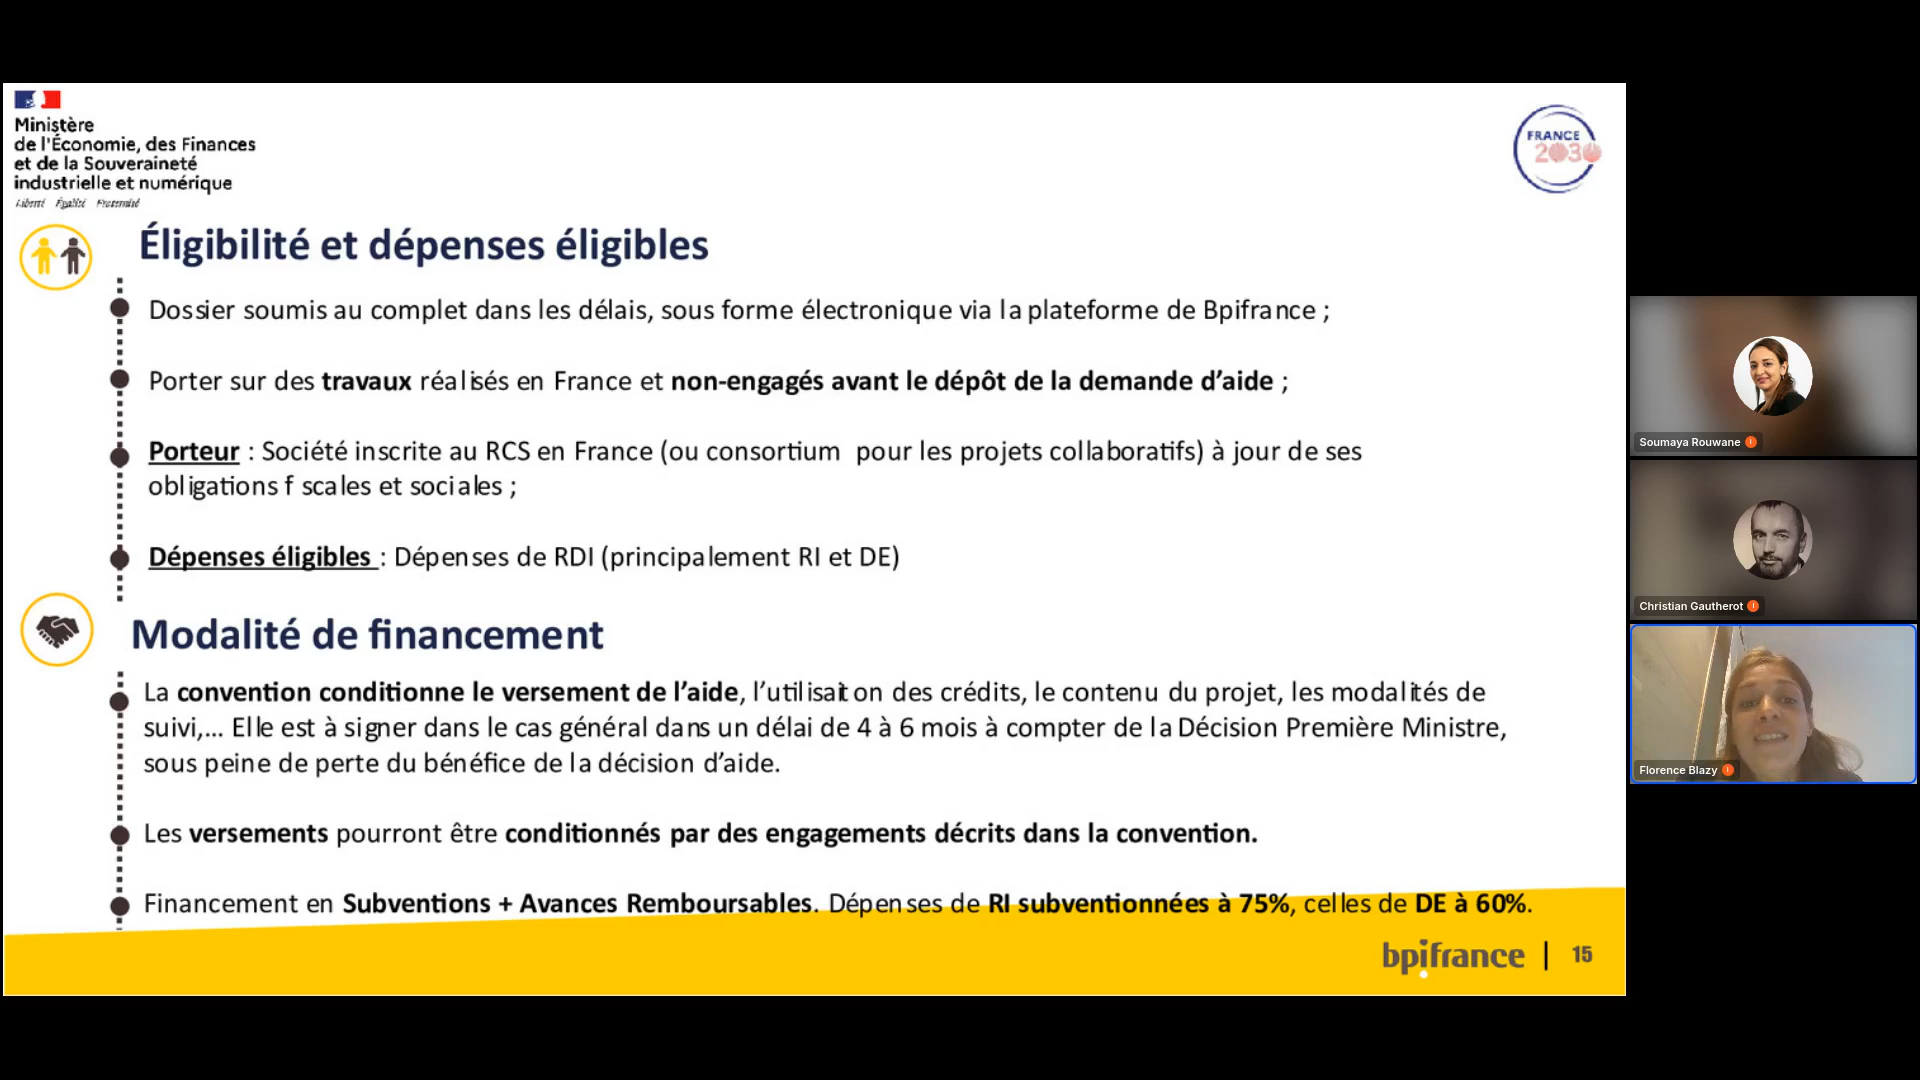 Ministère
de l'Économie, des Finances
et de la Souveraineté
industrielle et numérique
Liberté Égalité Fraternité
FRANCE
2030
Éligibilité et dépenses éligibles
Dossier soumis au complet dans les délais, sous forme électronique via la plateforme de Bpifrance ;
Porter sur des travaux réalisés en France et non-engagés avant le dépôt de la demande d’aide ;
Porteur : Société inscrite au RCS en France (ou consortium pour les projets collaboratifs) à jour de ses
obligations f scales et sociales ;
Dépenses éligibles : Dépenses de RDI (principalement RI et DE)
Modalité de financement
La convention conditionne le versement de l’aide, l’utilisat on des crédits, le contenu du projet, les modalités de
suivi,... Elle est à signer dans le cas général dans un délai de 4 à 6 mois à compter de la Décision Première Ministre,
sous peine de perte du bénéfice de la décision d’aide.
Les versements pourront être conditionnés par des engagements décrits dans la convention.
Financement en Subventions + Avances Remboursables. Dépenses de RI subventionnées à 75%, celles de DE à 60%.
bpifrance | 15
Soumaya Rouwane
Christian Gautherot
Florence Blazy